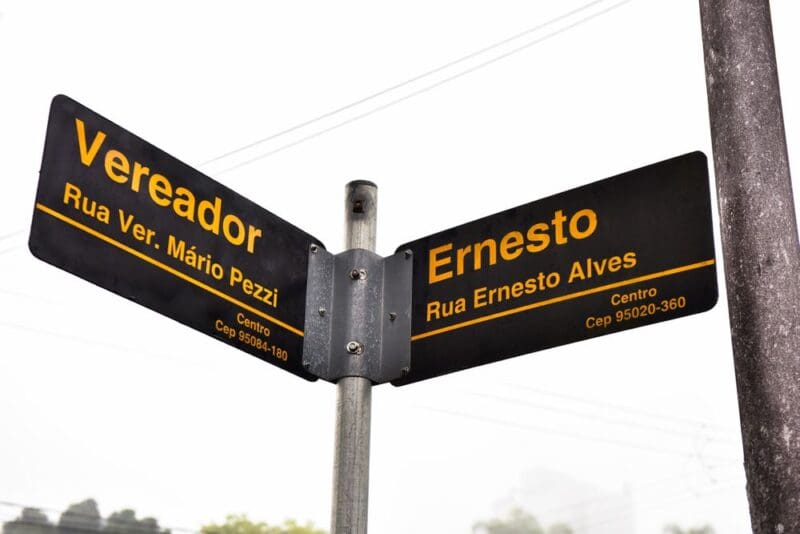 Vereador
Rua Ver. Mário Pezzi
Centro
Cep 95084-180
Ernesto
Rua Ernesto Alves
Centro
Cep 95020-360